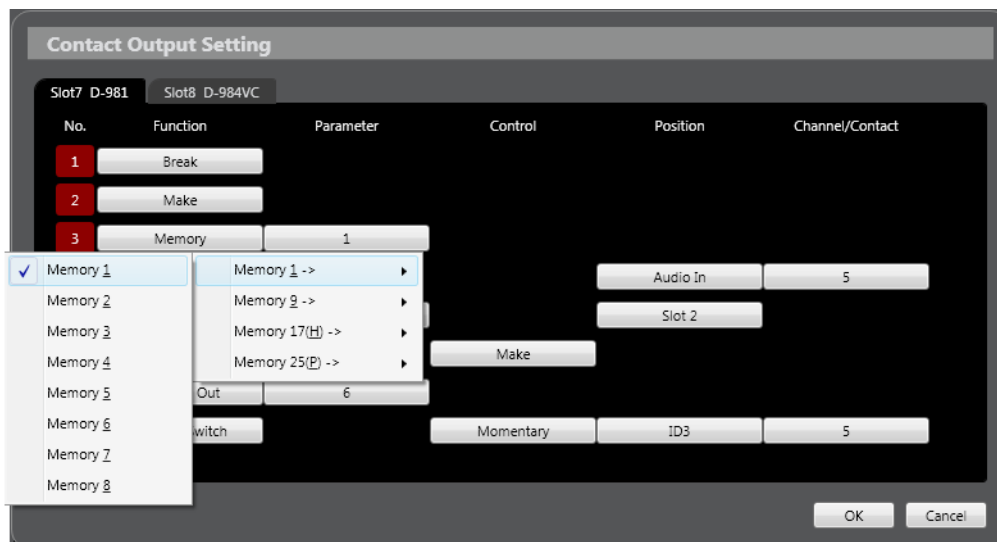 Contact Output Setting
Slot7 D-981 Slot8 D-984VC
No. Function Parameter Control Position Channel/Contact
1 Break
2 Make
3 Memory 1
Memory 1 Memory 1 -> Audio In 5
Memory 2 Memory 9 ->
Slot 2
Memory 3 Memory 17(H) ->
Memory 4 Memory 25(P) -> Make
Memory 5 Out 6
Memory 6 witch Momentary ID3 5
Memory 7
Memory 8
OK Cancel